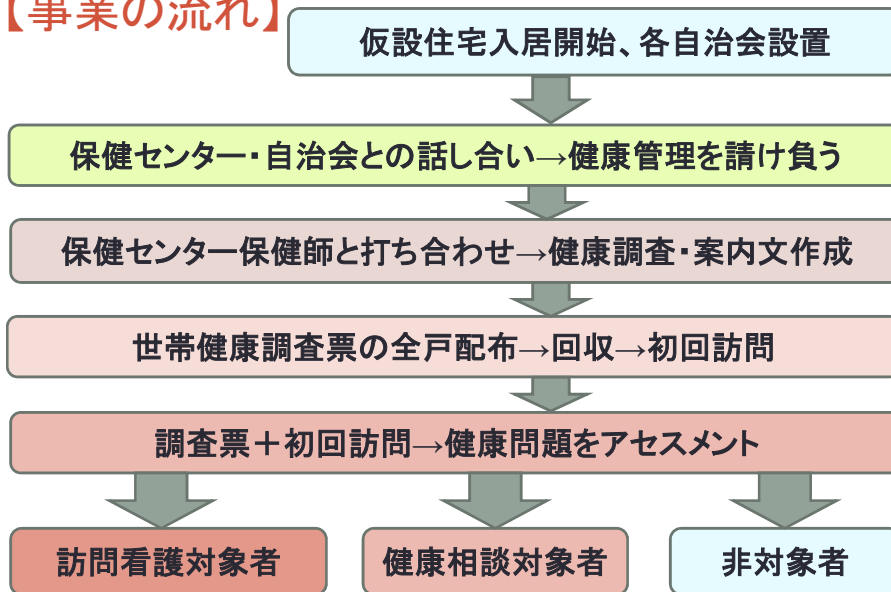 【事業の流れ】
仮設住宅入居開始、各自治会設置
保健センター・自治会との話し合い→健康管理を請け負う
保健センター保健師と打ち合わせ→健康調査・案内文作成
世帯健康調査票の全戸配布→回収→初回訪問
調査票＋初回訪問→健康問題をアセスメント
訪問看護対象者
健康相談対象者
非対象者